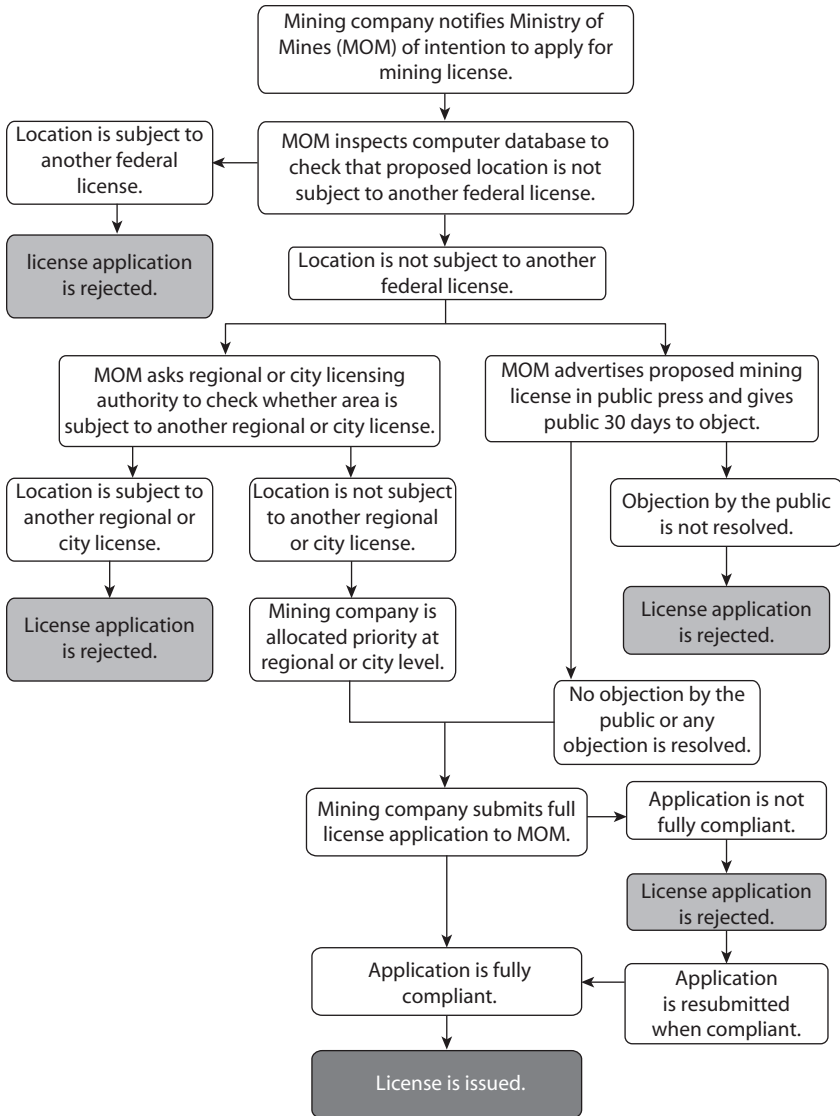 Mining company notifies Ministry of
Mines (MOM) of intention to apply for
mining license.
Location is subject to
another federal
license.
MOM inspects computer database to
check that proposed location is not
subject to another federal license.
license application
is rejected.
Location is not subject to another
federal license.
MOM asks regional or city licensing
authority to check whether area is
subject to another regional or city license.
MOM advertises proposed mining
license in public press and gives
public 30 days to object.
Location is subject to
another regional or
city license.
Location is not subject
to another regional
or city license.
Objection by the public
is not resolved.
License application
is rejected.
Mining company is
allocated priority at
regional or city level.
License application
is rejected.
No objection by the
public or any
objection is resolved.
Mining company submits full
license application to MOM.
Application is not
fully compliant.
License application
is rejected.
Application is fully
compliant.
Application
is resubmitted
when compliant.
License is issued.